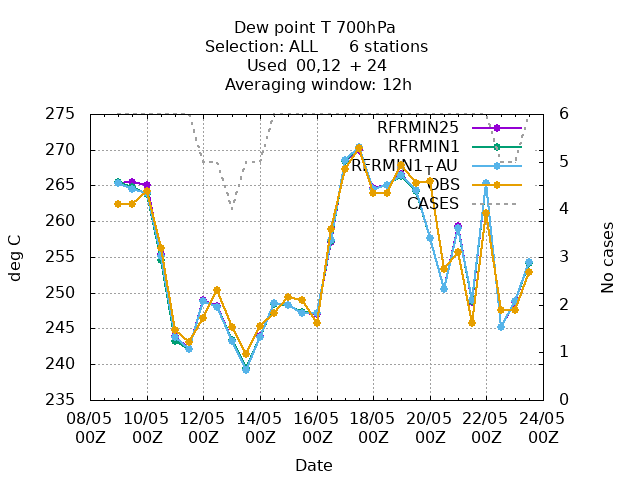 Dew point T 700hPa
Selection: ALL 6 stations
Used 00,12 + 24
Averaging window: 12h
275
270
265
260
255
250
245
240
235
6
5
4
3
2
1
0
RFRMIN25
RFRMIN1
RFRMIN1_AU
OBS
CASES
deg C
No cases
08/05 10/05 12/05 14/05 16/05 18/05 20/05 22/05 24/05
00Z 00Z 00Z 00Z 00Z 00Z 00Z 00Z 00Z
Date